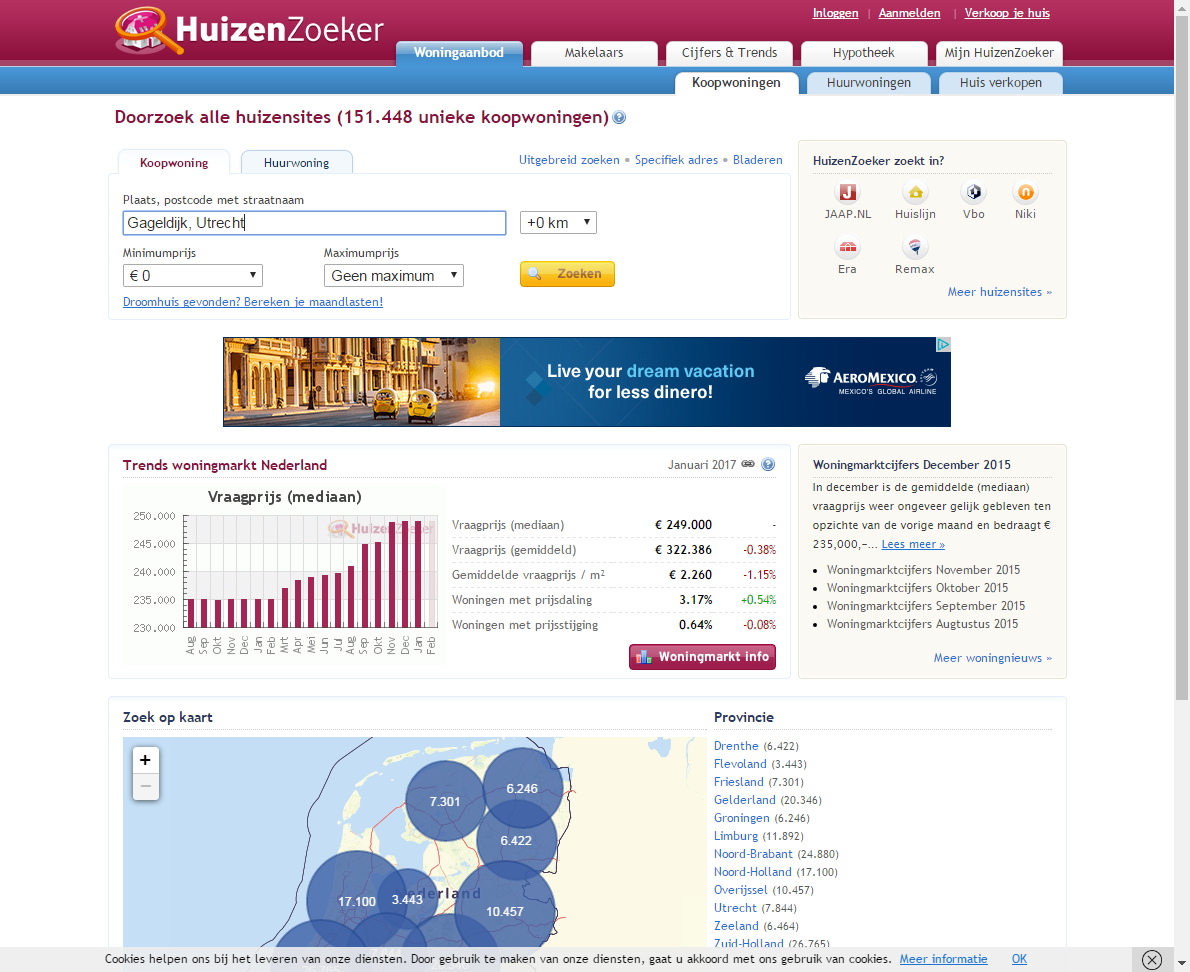 Inloggen | Aanmelden | Verkoop je huis
HuizenZoeker
Woningaanbod Makelaars Cijfers & Trends Hypotheek Mijn HuizenZoeker
Koopwoningen Huurwoningen Huis verkopen
Doorzoek alle huizensites (151.448 unieke koopwoningen) ?
Koopwoning Huurwoning
Uitgebreid zoeken • Specifiek adres • Bladeren
Plaats, postcode met straatnaam
Gageldijk, Utrecht +0 km
Minimumprijs Maximumprijs
€ 0 Geen maximum Zoeken
Droomhuis gevonden? Bereken je maandlasten!
HuizenZoeker zoekt in?
JAAP.NL Huislijn Vbo Niki
Era Remax
Meer huizensites »
Live your dream vacation
for less dinero!
AEROMEXICO.
MEXICO'S GLOBAL AIRLINE
Trends woningmarkt Nederland
Januari 2017 ?
Vraagprijs (mediaan)
HuizenZoeker
250.000
245.000
240.000
235.000
230.000
Aug Sep Okt Nov Dec Jan Feb Mrt Apr Mei Jun Jul Aug Sep Okt Nov Dec Jan Feb
Vraagprijs (mediaan) € 249.000 -
Vraagprijs (gemiddeld) € 322.386 -0.38%
Gemiddelde vraagprijs / m² € 2.260 -1.15%
Woningen met prijsdaling 3.17% +0.54%
Woningen met prijsstijging 0.64% -0.08%
Woningmarkt info
Woningmarktcijfers December 2015
In december is de gemiddelde (mediaan)
vraagprijs weer ongeveer gelijk gebleven ten
opzichte van de vorige maand en bedraagt €
235,000,–... Lees meer »
• Woningmarktcijfers November 2015
• Woningmarktcijfers Oktober 2015
• Woningmarktcijfers September 2015
• Woningmarktcijfers Augtustus 2015
Meer woningnieuws »
Zoek op kaart
+
−
7.301
6.246
6.422
Nederland
17.100
3.443
10.457
Provincie
Drenthe (6.422)
Flevoland (3.443)
Friesland (7.301)
Gelderland (20.346)
Groningen (6.246)
Limburg (11.892)
Noord-Brabant (24.880)
Noord-Holland (17.100)
Overijssel (10.457)
Utrecht (7.844)
Zeeland (6.464)
Zuid-Holland (26.765)
Cookies helpen ons bij het leveren van onze diensten. Door gebruik te maken van onze diensten, gaat u akkoord met ons gebruik van cookies. Meer informatie OK